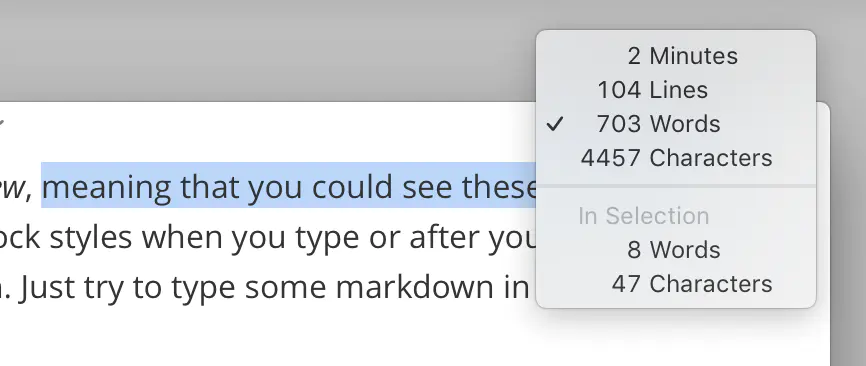 2 Minutes
104 Lines
703 Words
4457 Characters
In Selection
8 Words
47 Characters
ew, meaning that you could see these
ock styles when you type or after you
. Just try to type some markdown in